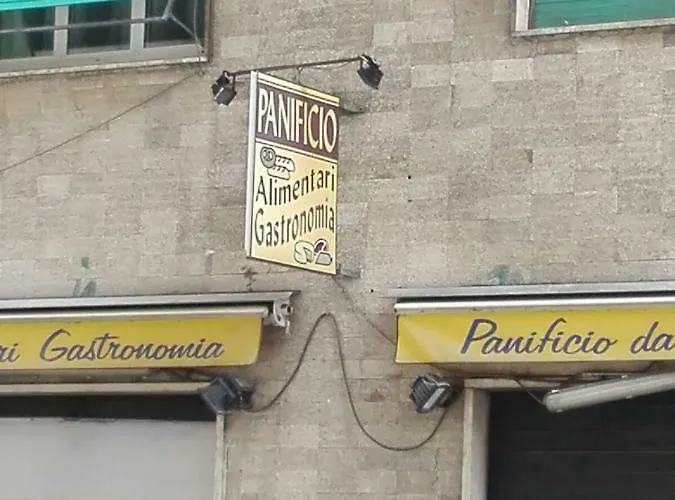 PANIFICIO
Alimentari
Gastronomia
Gastronomia
Panificio da